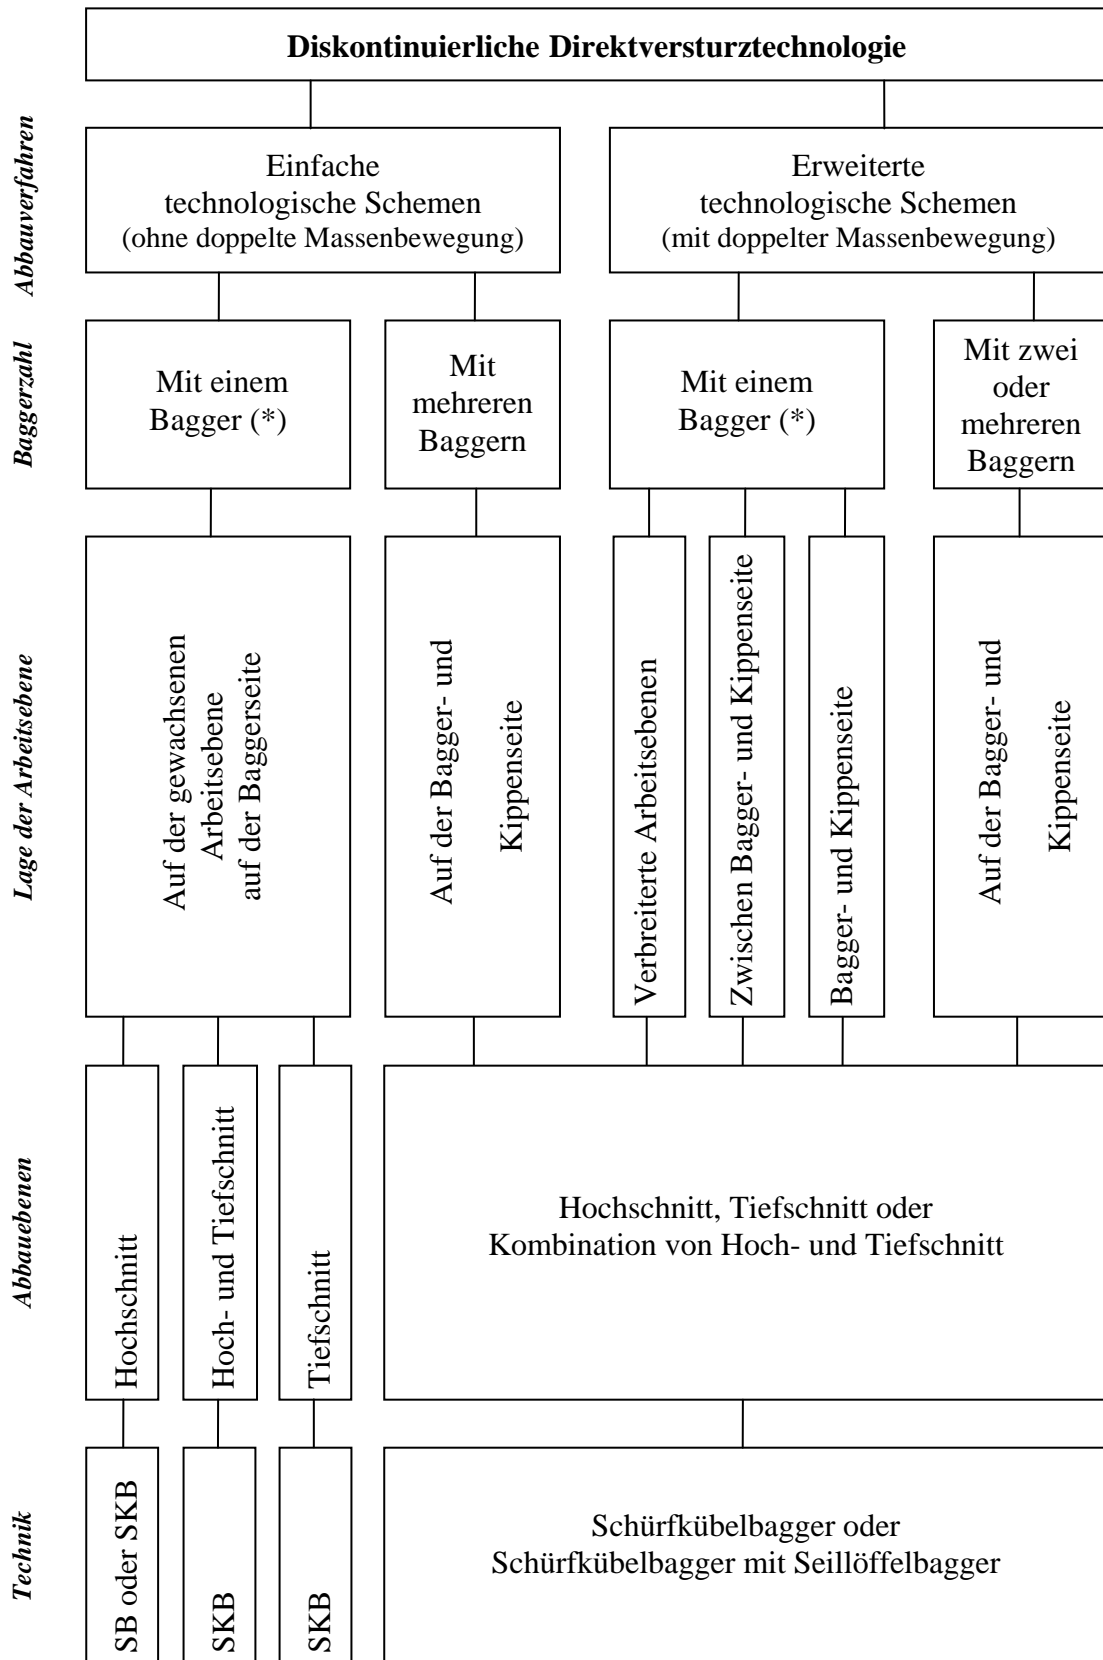 Diskontinuierliche Direktversturztechnologie
Abbauverfahren
Einfache
technologische Schemen
(ohne doppelte Massenbewegung)
Erweiterte
technologische Schemen
(mit doppelter Massenbewegung)
Baggerzahl
Mit einem
Bagger (*)
Mit
mehreren
Baggern
Mit einem
Bagger (*)
Mit zwei
oder
mehreren
Baggern
Lage der Arbeitsebene
Auf der gewachsenen
Arbeitsebene
auf der Baggerseite
Auf der Bagger- und
Kippenseite
Verbreiterte Arbeitsebenen
Zwischen Bagger- und Kippenseite
Bagger- und Kippenseite
Auf der Bagger- und
Kippenseite
Abbauebenen
Hochschnitt
Hoch- und Tiefschnitt
Tiefschnitt
Hochschnitt, Tiefschnitt oder
Kombination von Hoch- und Tiefschnitt
Technik
SB oder SKB
SKB
SKB
Schürfkübelbagger oder
Schürfkübelbagger mit Seillöffelbagger